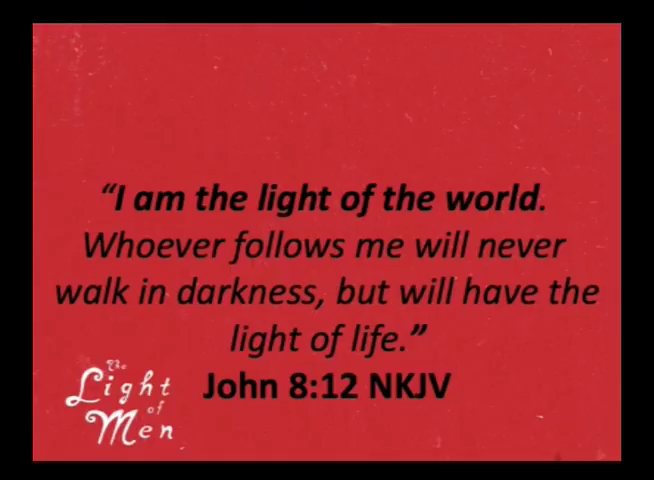 “I am the light of the world.
Whoever follows me will never
walk in darkness, but will have the
light of life.”
John 8:12 NKJV
The
Light
of
Men